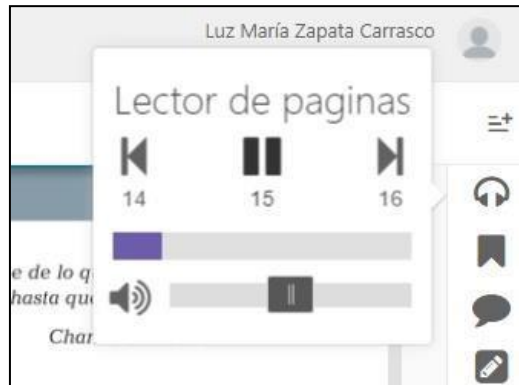 Luz María Zapata Carrasco
Lector de paginas
14 15 16
e de lo q
hasta qu
Char